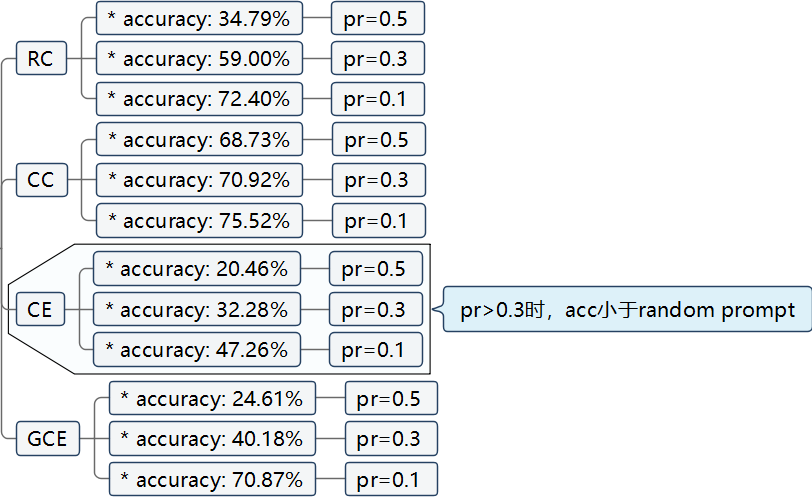 RC
* accuracy: 34.79%
pr=0.5
* accuracy: 59.00%
pr=0.3
* accuracy: 72.40%
pr=0.1
CC
* accuracy: 68.73%
pr=0.5
* accuracy: 70.92%
pr=0.3
* accuracy: 75.52%
pr=0.1
CE
* accuracy: 20.46%
pr=0.5
* accuracy: 32.28%
pr=0.3
* accuracy: 47.26%
pr=0.1
pr>0.3时，acc小于random prompt
GCE
* accuracy: 24.61%
pr=0.5
* accuracy: 40.18%
pr=0.3
* accuracy: 70.87%
pr=0.1